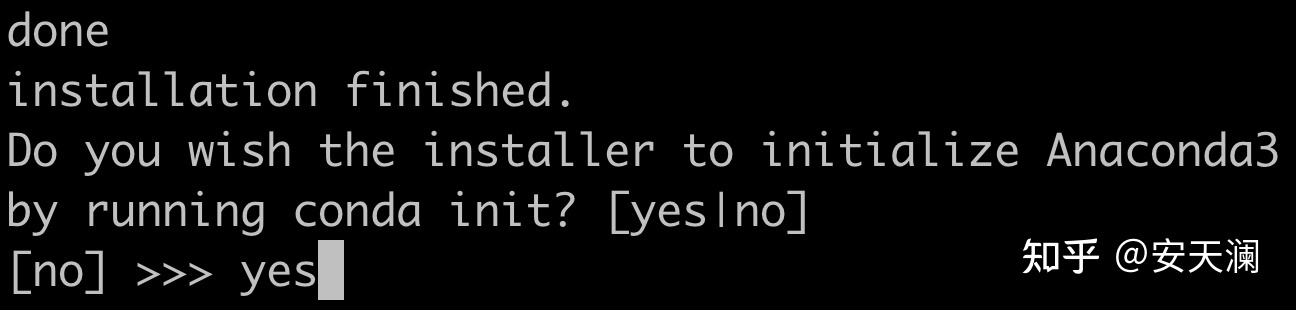 done
installation finished.
Do you wish the installer to initialize Anaconda3
by running conda init? [yes|no]
[no] >>> yes
知乎 @安天澜